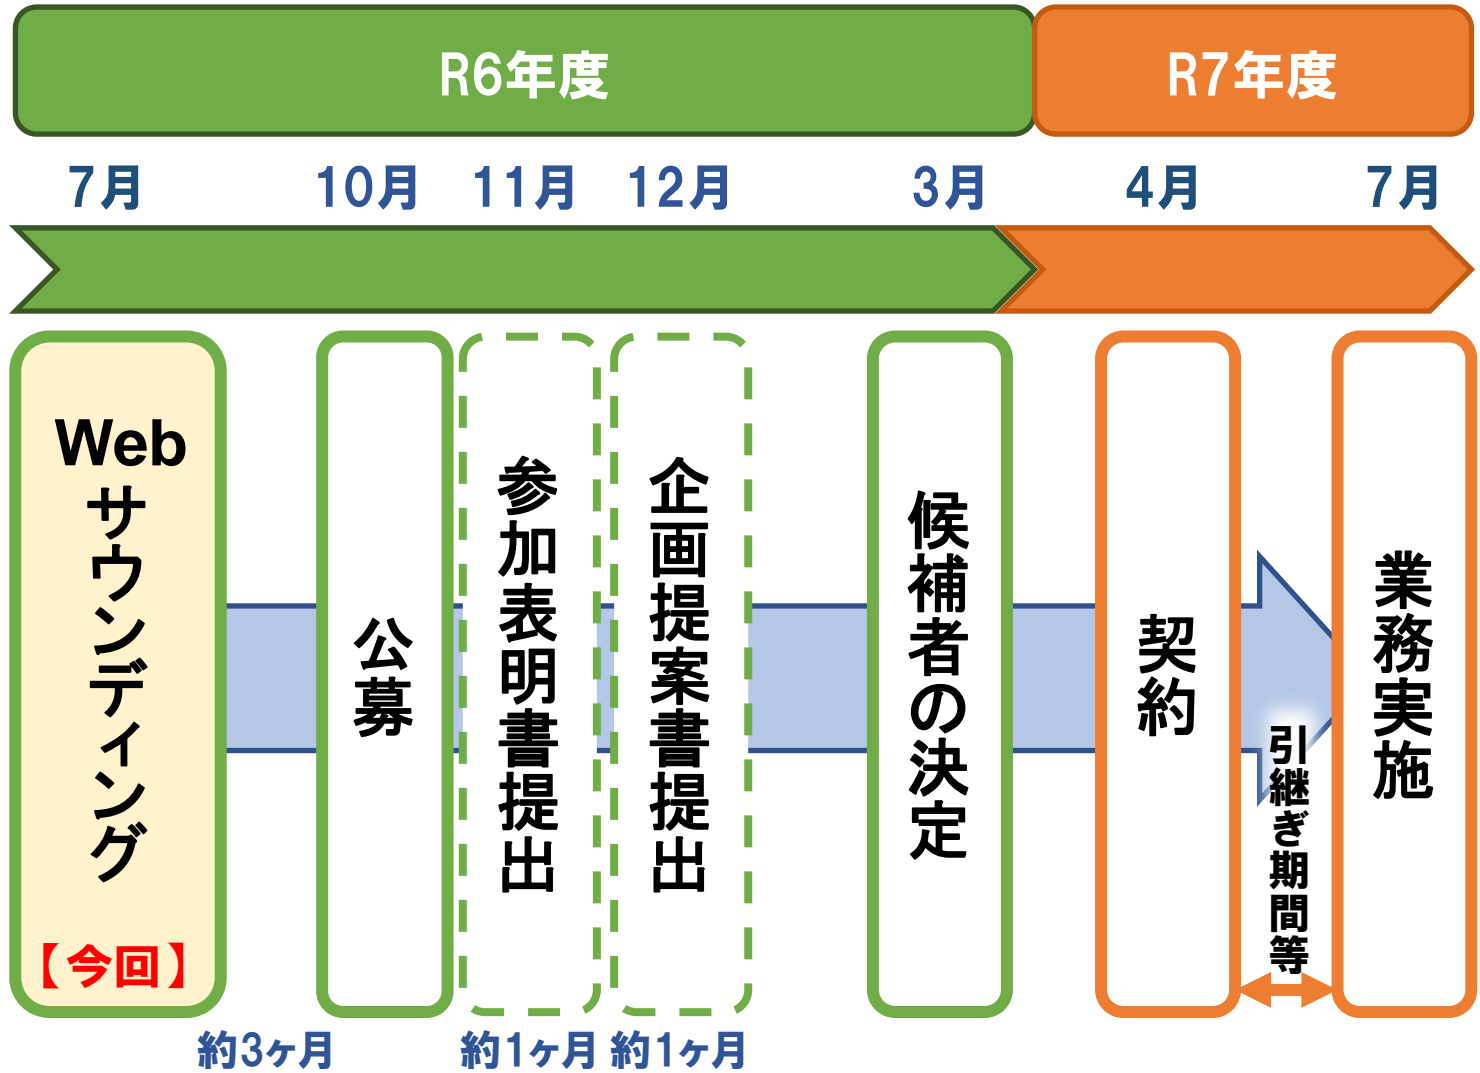 R6年度
R7年度
7月
10月
11月
12月
3月
4月
7月
Web
サウンディング
【今回】
公募
参加表明書提出
企画提案書提出
候補者の決定
契約
引継ぎ期間等
業務実施
約3ヶ月
約1ヶ月
約1ヶ月